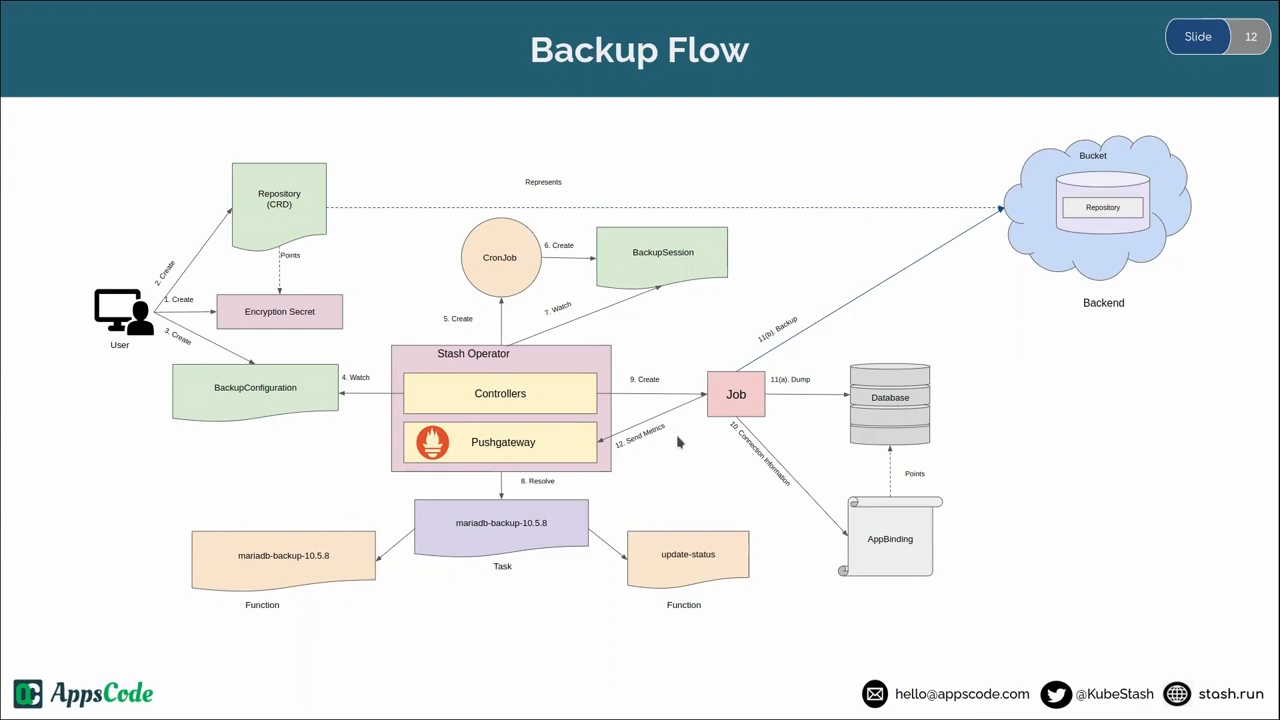 Backup Flow
Slide 12
Repository
(CRD)
Represents
Bucket
Repository
Backend
CronJob
6. Create
BackupSession
Points
2. Create
1. Create
Encryption Secret
User
3. Create
5. Create
7. Watch
BackupConfiguration
4. Watch
Stash Operator
Controllers
Pushgateway
9. Create
Job
11(b). Backup
11(a). Dump
Database
12. Send Metrics
10. Connection Information
Points
AppBinding
8. Resolve
mariadb-backup-10.5.8
Task
mariadb-backup-10.5.8
Function
update-status
Function
AppsCode
hello@appscode.com
@KubeStash
stash.run